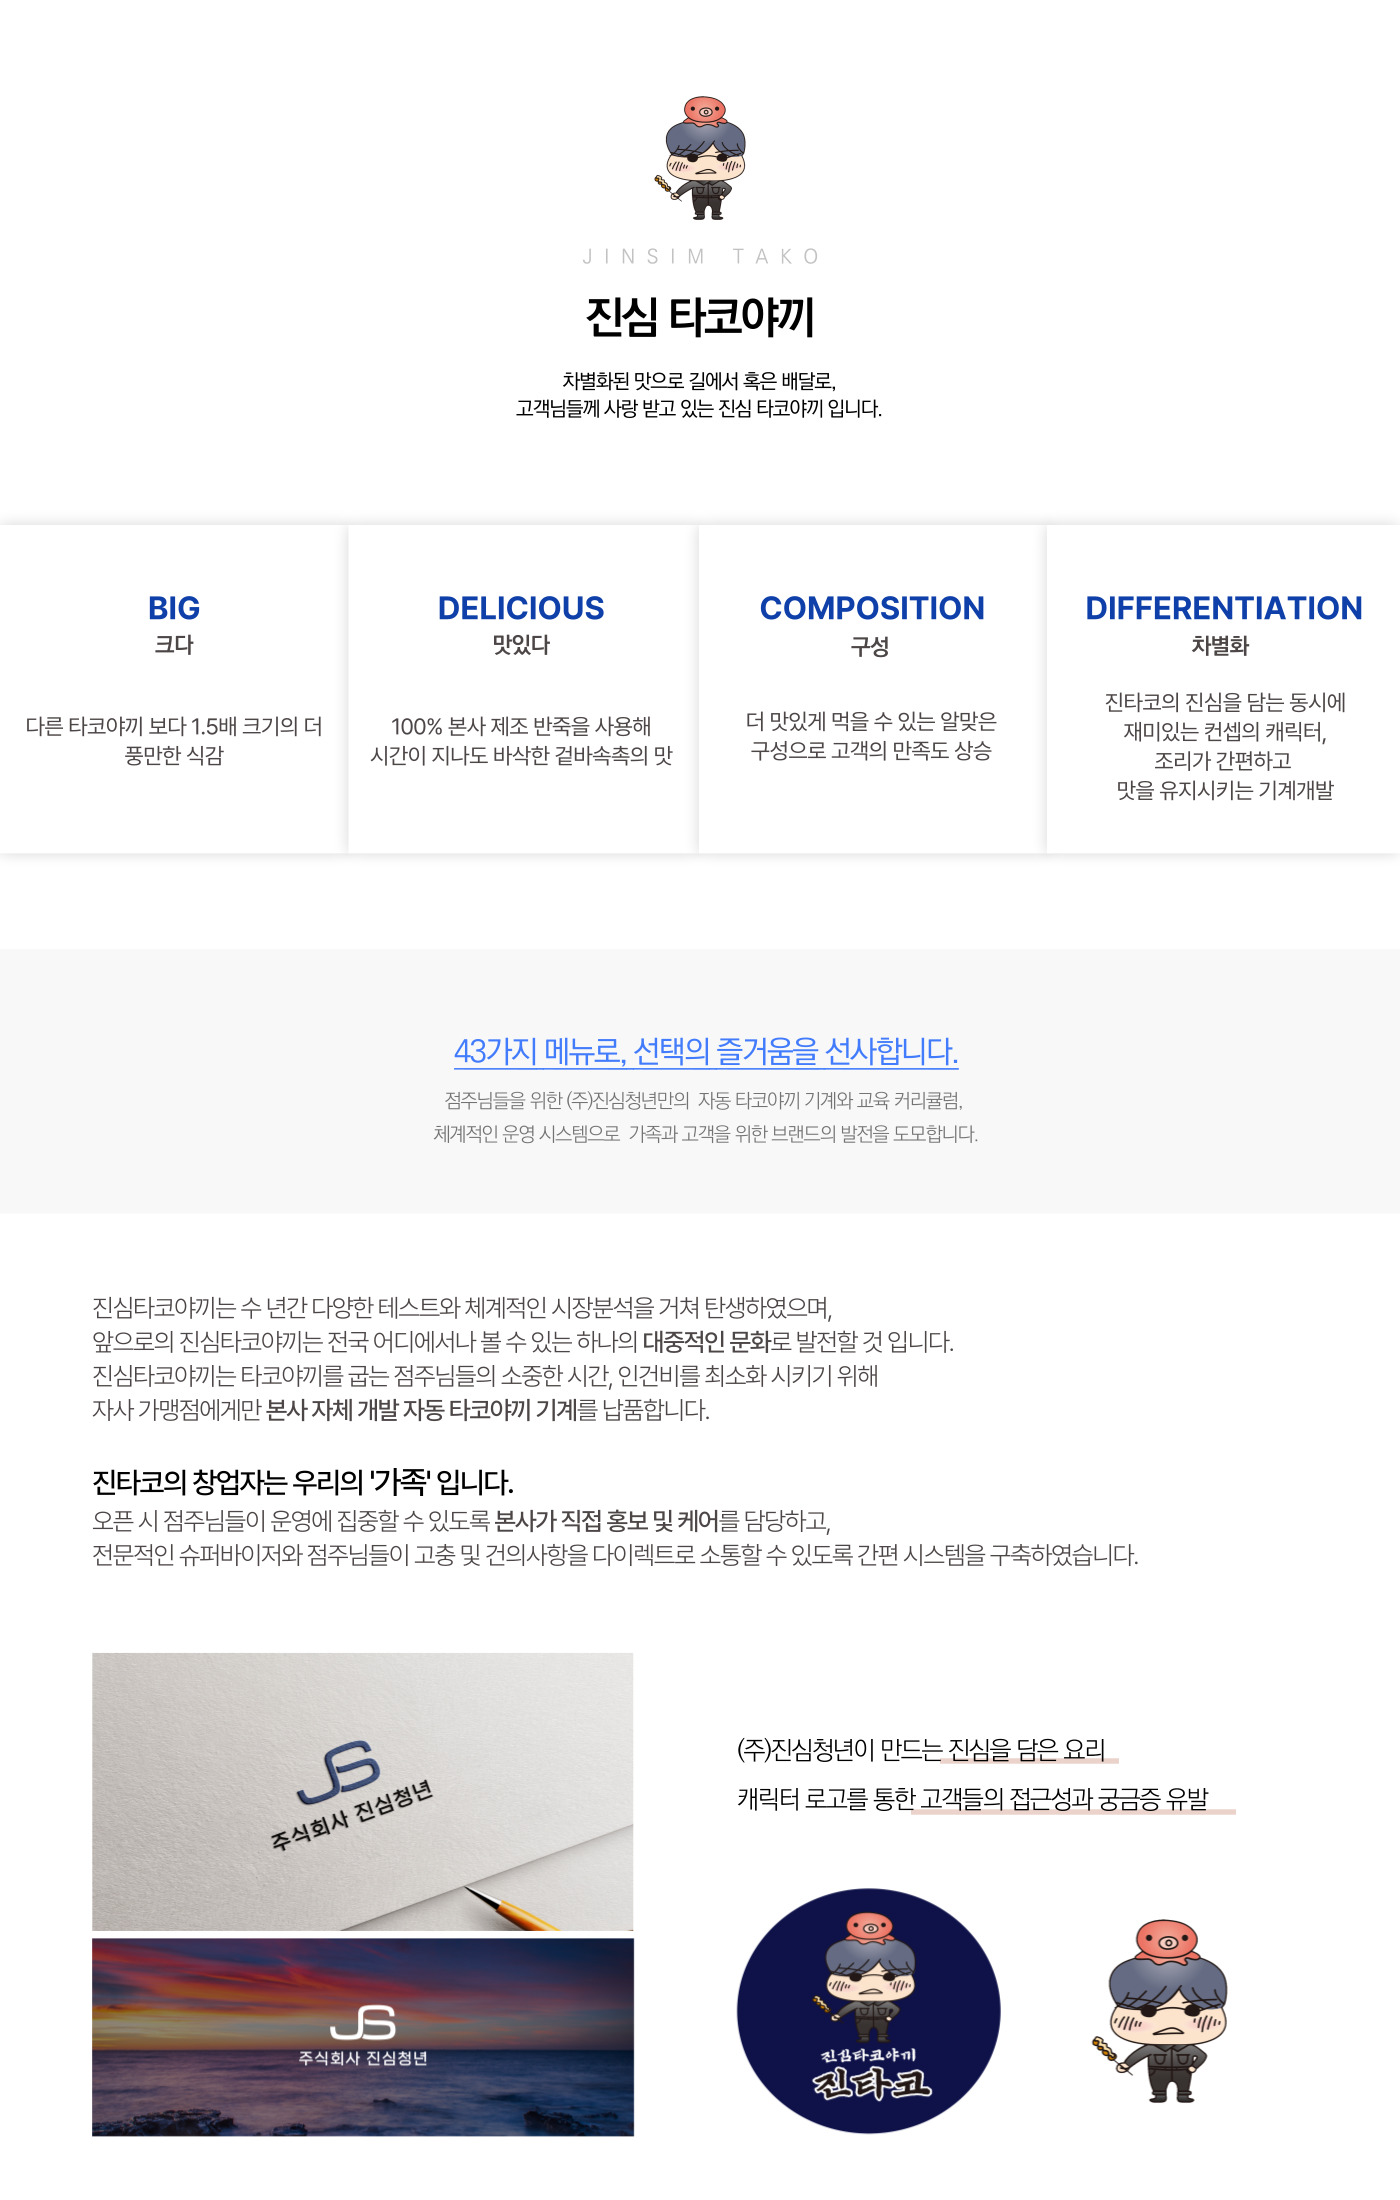 JINSIM TAKO
진심 타코야끼
차별화된 맛으로 길에서 혹은 배달로,
고객님들께 사랑 받고 있는 진심 타코야끼 입니다.
BIG
크다
다른 타코야끼 보다 1.5배 크기의 더
풍만한 식감
DELICIOUS
맛있다
100% 본사 제조 반죽을 사용해
시간이 지나도 바삭한 겉바속촉의 맛
COMPOSITION
구성
더 맛있게 먹을 수 있는 알맞은
구성으로 고객의 만족도 상승
DIFFERENTIATION
차별화
진타코의 진심을 담는 동시에
재미있는 컨셉의 캐릭터,
조리가 간편하고
맛을 유지시키는 기계개발
43가지 메뉴로, 선택의 즐거움을 선사합니다.
점주님들을 위한 (주)진심청년만의 자동 타코야끼 기계와 교육 커리큘럼,
체계적인 운영 시스템으로 가족과 고객을 위한 브랜드의 발전을 도모합니다.
진심타코야끼는 수 년간 다양한 테스트와 체계적인 시장분석을 거쳐 탄생하였으며,
앞으로의 진심타코야끼는 전국 어디에서나 볼 수 있는 하나의 대중적인 문화로 발전할 것 입니다.
진심타코야끼는 타코야끼를 굽는 점주님들의 소중한 시간, 인건비를 최소화 시키기 위해
자사 가맹점에게만 본사 자체 개발 자동 타코야끼 기계를 납품합니다.
진타코의 창업자는 우리의 '가족' 입니다.
오픈 시 점주님들이 운영에 집중할 수 있도록 본사가 직접 홍보 및 케어를 담당하고,
전문적인 슈퍼바이저와 점주님들이 고충 및 건의사항을 다이렉트로 소통할 수 있도록 간편 시스템을 구축하였습니다.
JS
주식회사 진심청년
JS
주식회사 진심청년
(주)진심청년이 만드는 진심을 담은 요리
캐릭터 로고를 통한 고객들의 접근성과 궁금증 유발
진심타코야끼
진타코